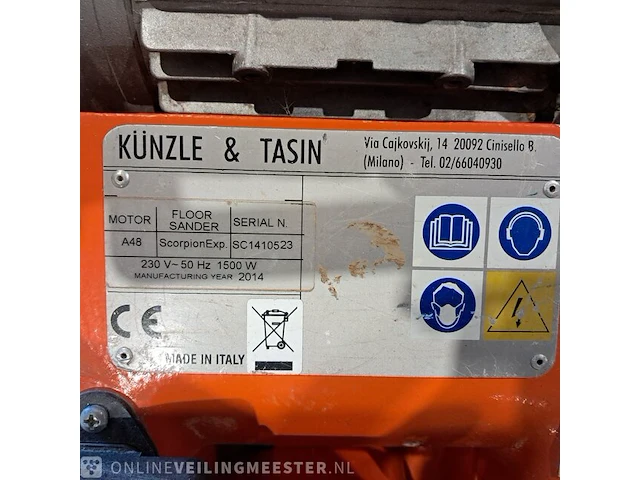 KÜNZLE & TASIN
Via Cajkovskij, 14 20092 Cinisello B.
(Milano) - Tel. 02/66040930
MOTOR FLOOR SANDER SERIAL N.
A48 ScorpionExp. SC1410523
230 V~50 Hz 1500 W
MANUFACTURING YEAR 2014
CE
MADE IN ITALY
ONLINEVEILINGMEESTER.NL